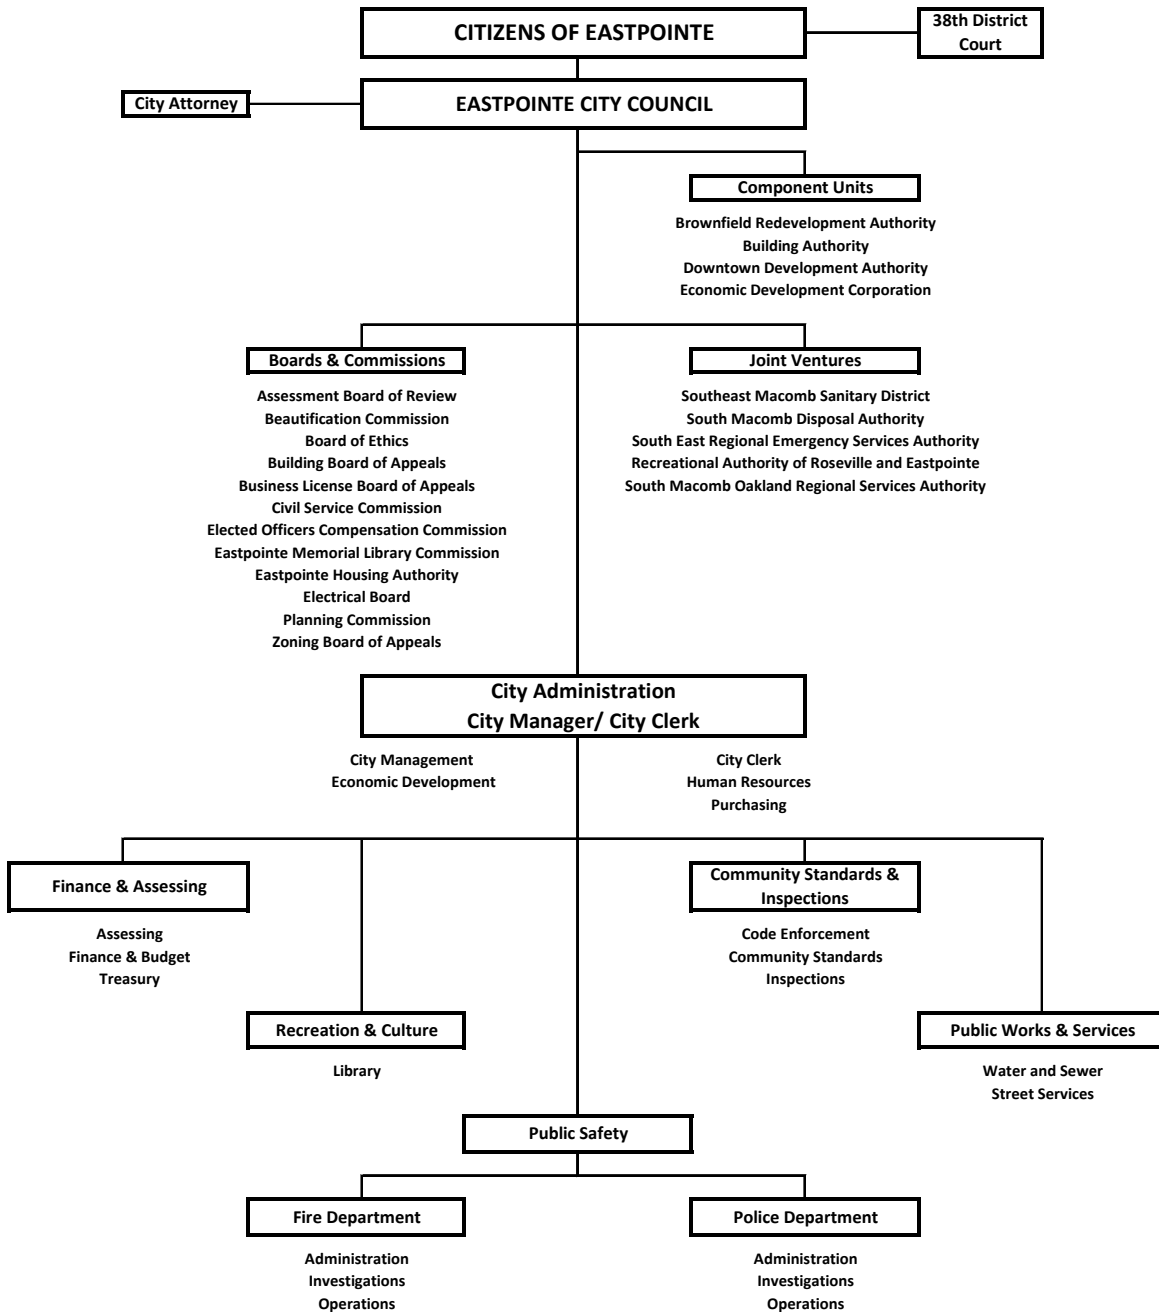 CITIZENS OF EASTPOINTE
38th District
Court
City Attorney
EASTPOINTE CITY COUNCIL
Component Units
Brownfield Redevelopment Authority
Building Authority
Downtown Development Authority
Economic Development Corporation
Boards & Commissions
Assessment Board of Review
Beautification Commission
Board of Ethics
Building Board of Appeals
Business License Board of Appeals
Civil Service Commission
Elected Officers Compensation Commission
Eastpointe Memorial Library Commission
Eastpointe Housing Authority
Electrical Board
Planning Commission
Zoning Board of Appeals
Joint Ventures
Southeast Macomb Sanitary District
South Macomb Disposal Authority
South East Regional Emergency Services Authority
Recreational Authority of Roseville and Eastpointe
South Macomb Oakland Regional Services Authority
City Administration
City Manager/ City Clerk
City Management
Economic Development
City Clerk
Human Resources
Purchasing
Finance & Assessing
Assessing
Finance & Budget
Treasury
Community Standards &
Inspections
Code Enforcement
Community Standards
Inspections
Recreation & Culture
Library
Public Works & Services
Water and Sewer
Street Services
Public Safety
Fire Department
Administration
Investigations
Operations
Police Department
Administration
Investigations
Operations